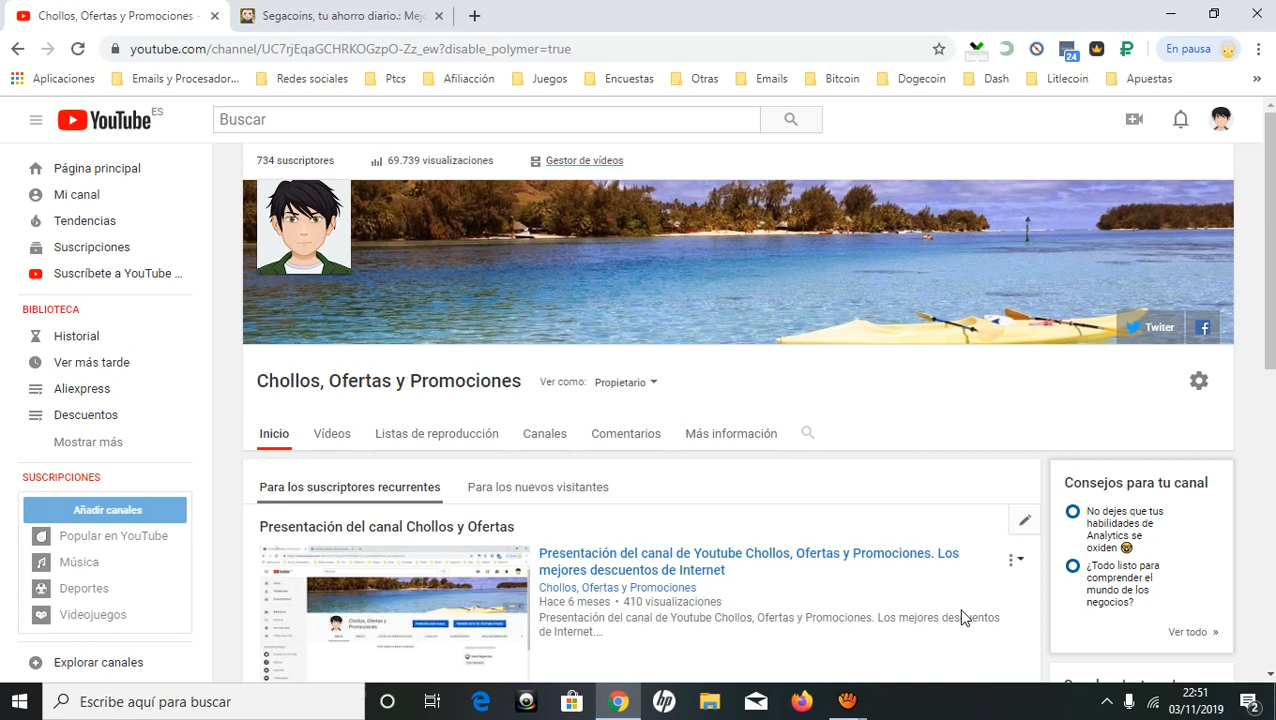 Chollos, Ofertas y Promociones -
Segacoins, tu ahorro diario.: Mejo
youtube.com/channel/UC7rjEqaGCHRKOGzpO-Zz_ew?disable_polymer=true
24
En pausa
Aplicaciones
Emails y Procesador...
Redes sociales
Ptcs
Afiliacción
Juegos
Encuestas
Otros
Emails
Bitcoin
Dogecoin
Dash
Litlecoin
Apuestas
»
YouTube ES
Buscar
Página principal
Mi canal
Tendencias
Suscripciones
Suscríbete a YouTube ...
BIBLIOTECA
Historial
Ver más tarde
Aliexpress
Descuentos
Mostrar más
SUSCRIPCIONES
Añadir canales
Popular en YouTube
Música
Deportes
Videojuegos
Explorar canales
734 suscriptores
69.739 visualizaciones
Gestor de vídeos
Twiter
Chollos, Ofertas y Promociones
Ver como: Propietario
Inicio
Vídeos
Listas de reproducción
Canales
Comentarios
Más información
Para los suscriptores recurrentes
Para los nuevos visitantes
Presentación del canal Chollos y Ofertas
Presentación del canal de Youtube Chollos, Ofertas y Promociones. Los
mejores descuentos de Internet
Chollos, Ofertas y Promociones
Hace 6 meses • 410 visualizaciones
Presentación del canal de Youtube Chollos, Ofertas y Promociones. Los mejores descuentos
de Internet....
Consejos para tu canal
No dejes que tus
habilidades de
Analytics se
oxiden
¿Todo listo para
comprender el
mundo de los
negocios?
Ver todo »
Escribe aquí para buscar
22:51
03/11/2019
2